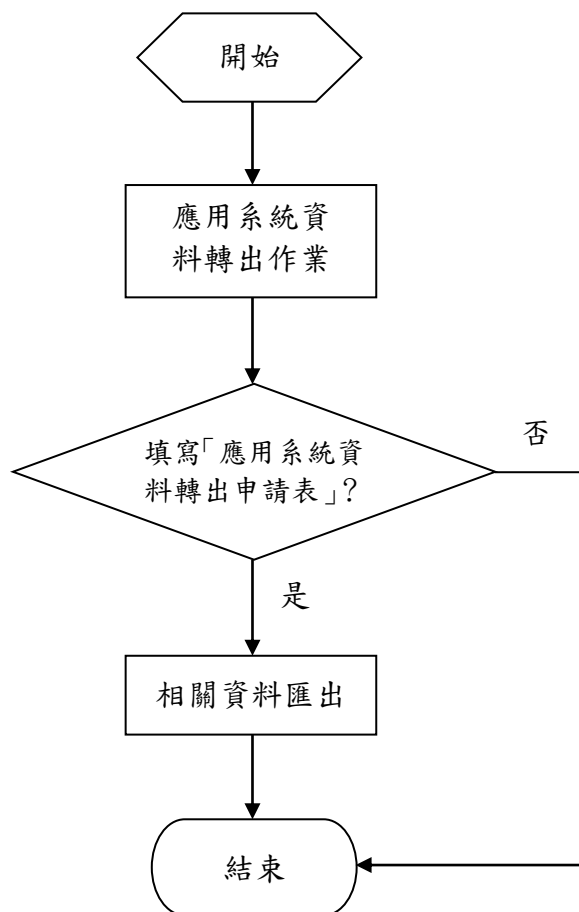 開始
應用系統資
料轉出作業
填寫「應用系統資
料轉出申請表」?
否
是
相關資料匯出
結束